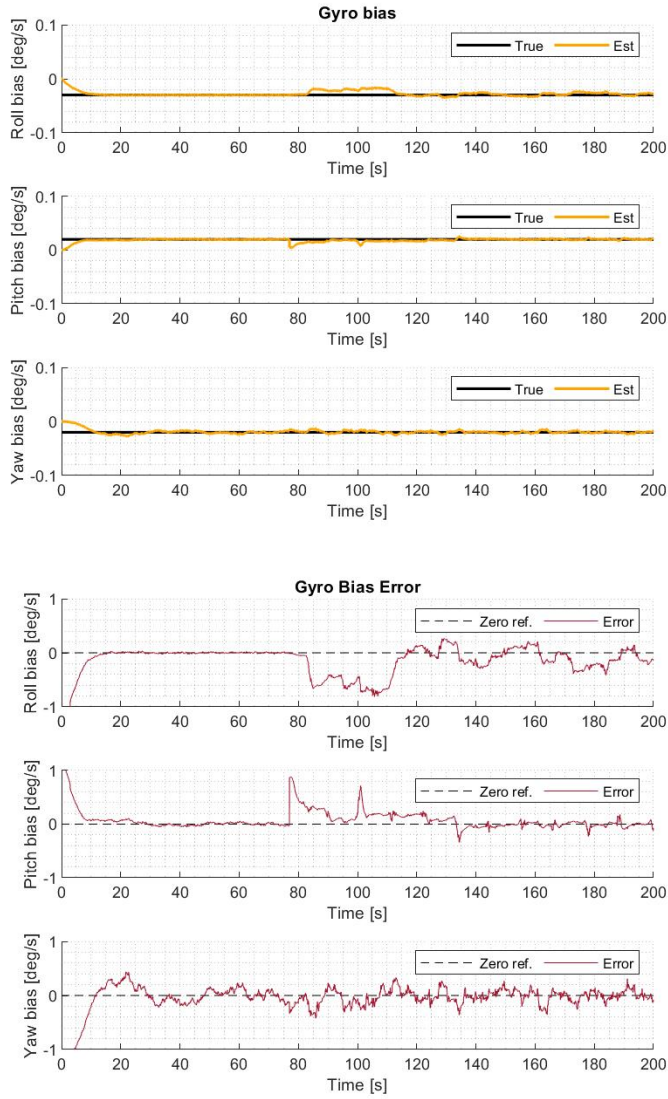 Gyro bias
0.1
0
-0.1
Roll bias [deg/s]
True Est
0 20 40 60 80 100 120 140 160 180 200
Time [s]
0.1
0
-0.1
Pitch bias [deg/s]
True Est
0 20 40 60 80 100 120 140 160 180 200
Time [s]
0.1
0
-0.1
Yaw bias [deg/s]
True Est
0 20 40 60 80 100 120 140 160 180 200
Time [s]
Gyro Bias Error
1
0
-1
Roll bias [deg/s]
Zero ref. Error
0 20 40 60 80 100 120 140 160 180 200
Time [s]
1
0
-1
Pitch bias [deg/s]
Zero ref. Error
0 20 40 60 80 100 120 140 160 180 200
Time [s]
1
0
-1
Yaw bias [deg/s]
Zero ref. Error
0 20 40 60 80 100 120 140 160 180 200
Time [s]